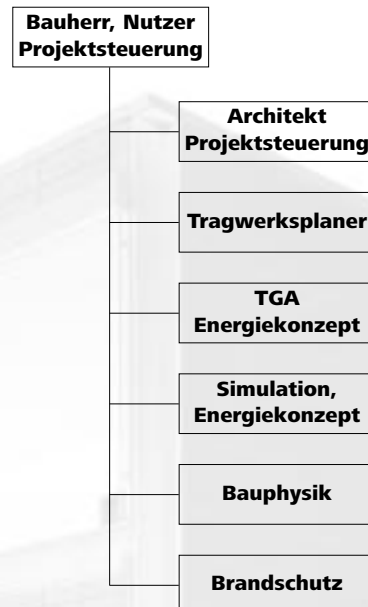 Bauherr, Nutzer
Projektsteuerung
Architekt
Projektsteuerung
Tragwerksplaner
TGA
Energiekonzept
Simulation,
Energiekonzept
Bauphysik
Brandschutz